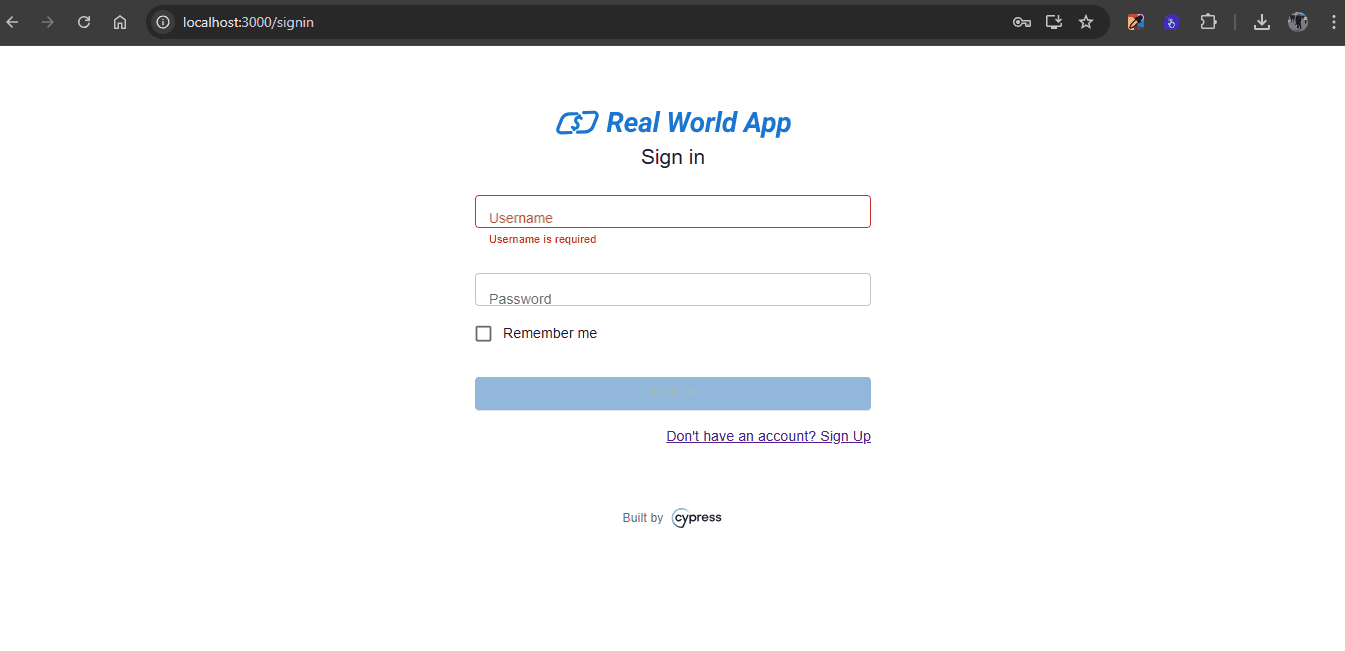 localhost:3000/signin
Real World App
Sign in
Username
Username is required
Password
Remember me
Don't have an account? Sign Up
Built by cypress